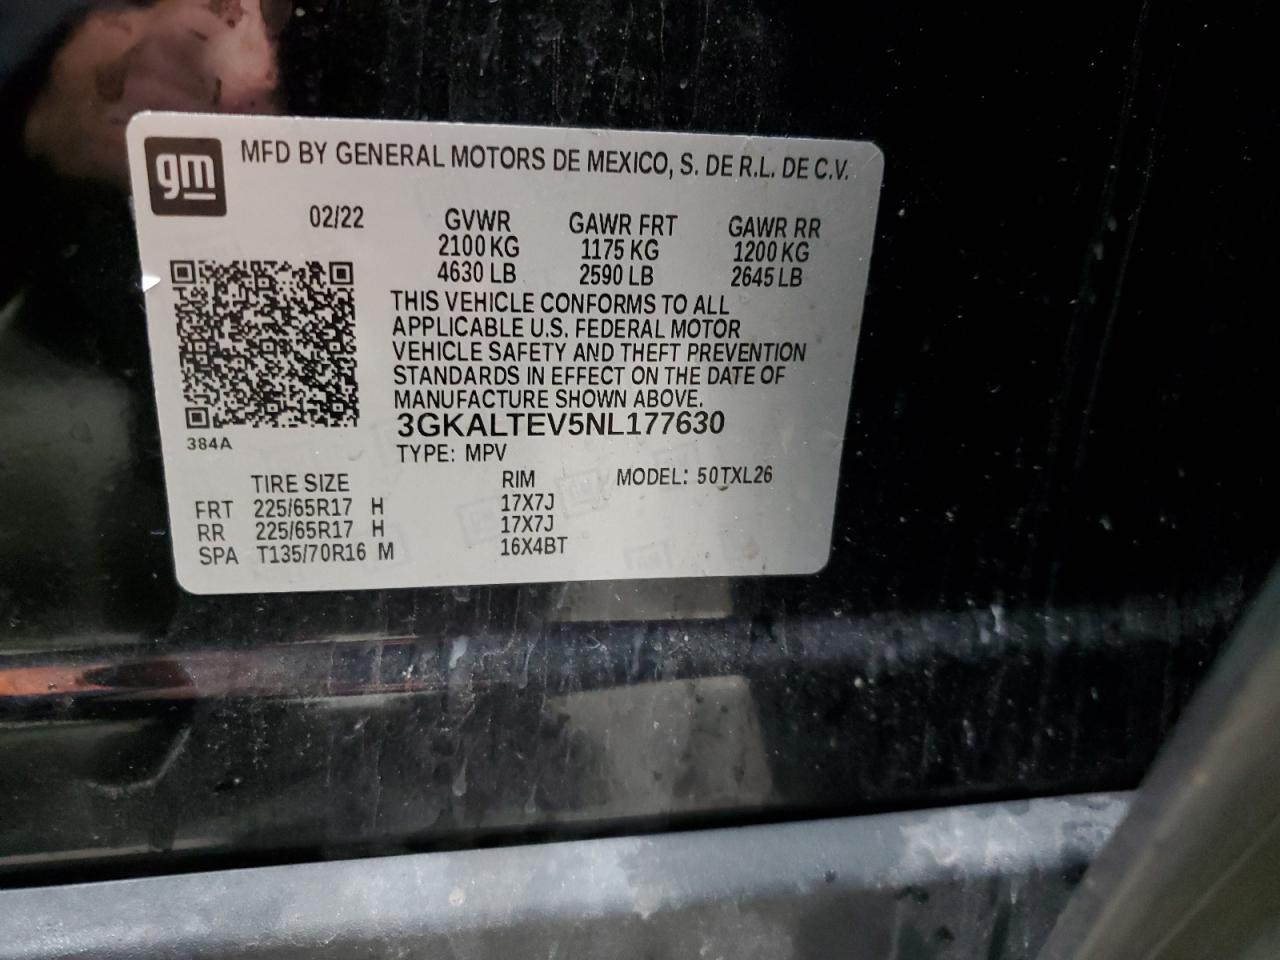 gm
MFD BY GENERAL MOTORS DE MEXICO, S. DE R.L. DE C.V.
02/22 GVWR GAWR FRT GAWR RR
2100 KG 1175 KG 1200 KG
4630 LB 2590 LB 2645 LB
THIS VEHICLE CONFORMS TO ALL
APPLICABLE U.S. FEDERAL MOTOR
VEHICLE SAFETY AND THEFT PREVENTION
STANDARDS IN EFFECT ON THE DATE OF
MANUFACTURE SHOWN ABOVE.
3GKALTEV5NL177630
384A
TYPE: MPV
TIRE SIZE RIM MODEL: 50TXL26
FRT 225/65R17 H 17X7J
RR 225/65R17 H 17X7J
SPA T135/70R16 M 16X4BT